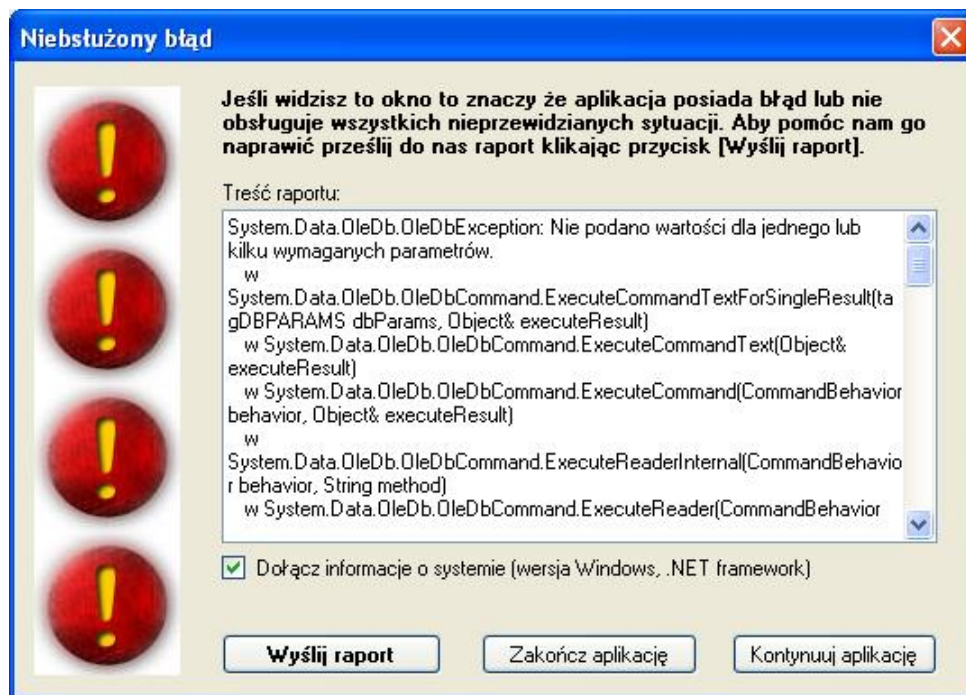 Niebsłużony błąd
Jeśli widzisz to okno to znaczy że aplikacja posiada błąd lub nie
obsługuje wszystkich nieprzewidzianych sytuacji. Aby pomóc nam go
naprawić prześlij do nas raport klikając przycisk [Wyślij raport].
Treść raportu:
System.Data.OleDb.OleDbException: Nie podano wartości dla jednego lub
kilku wymaganych parametrów.
w
System.Data.OleDb.OleDbCommand.ExecuteCommandTextForSingleResult(ta
gDBPARAMS dbParams, Object& executeResult)
w System.Data.OleDb.OleDbCommand.ExecuteCommandText(Object&
executeResult)
w System.Data.OleDb.OleDbCommand.ExecuteCommand(CommandBehavior
behavior, Object& executeResult)
w
System.Data.OleDb.OleDbCommand.ExecuteReaderInternal(CommandBehavio
r behavior, String method)
w System.Data.OleDb.OleDbCommand.ExecuteReader(CommandBehavior
Dołącz informacje o systemie (wersja Windows, .NET framework)
Wyślij raport
Zakończ aplikację
Kontynuuj aplikację